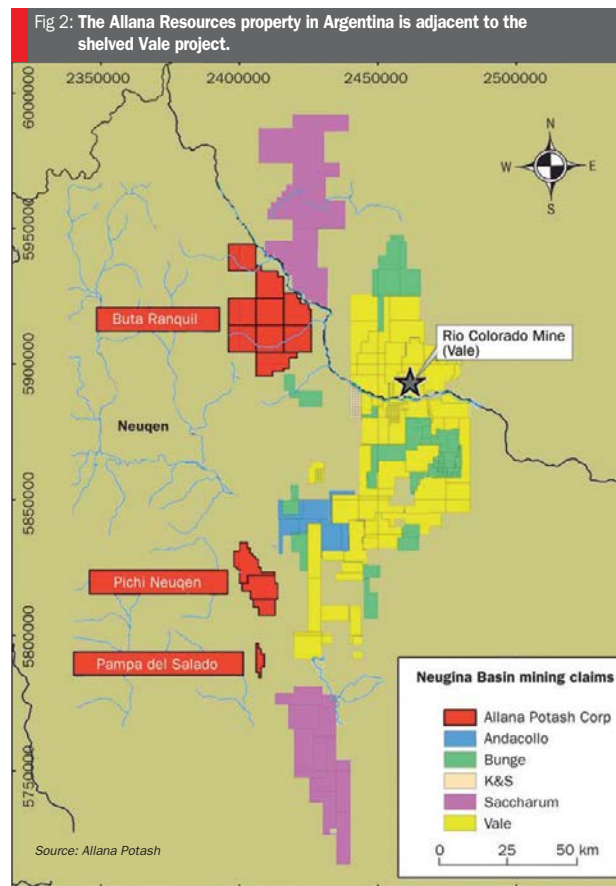 Fig 2: The Allana Resources property in Argentina is adjacent to the
shelved Vale project.
2350000 2400000 2450000 2500000
6000000
N
W E
S
5950000
Buta Ranquil
Rio Colorado Mine
(Vale)
5900000
Neuqen
5850000
Pichi Neuqen
5800000
Pampa del Salado
Neugina Basin mining claims
Allana Potash Corp
Andacollo
Bunge
K&S
Saccharum
Vale
5750000
0 25 50 km
Source: Allana Potash